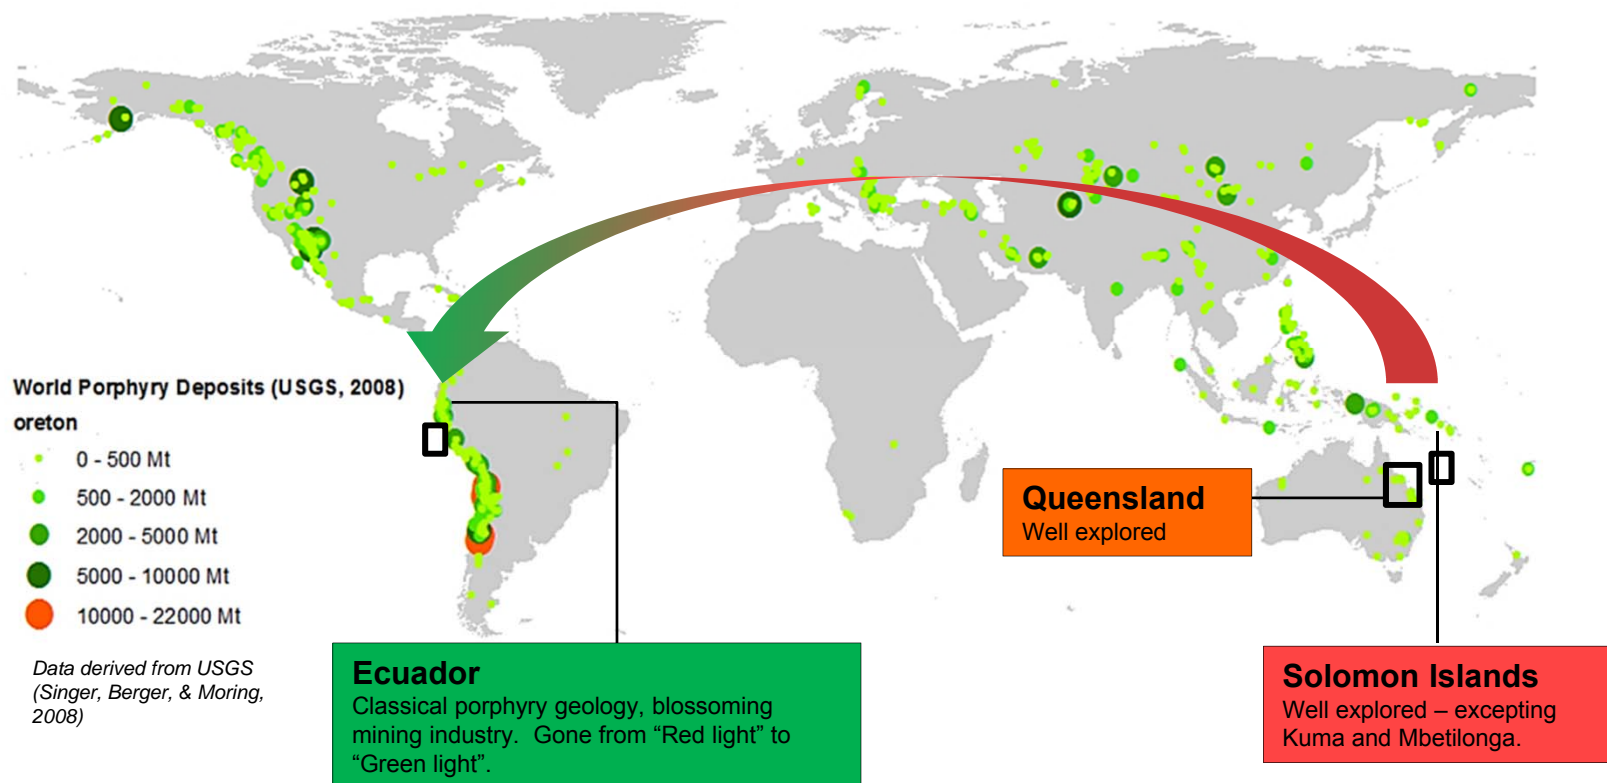 World Porphyry Deposits (USGS, 2008)
oreton
0 - 500 Mt
500 - 2000 Mt
2000 - 5000 Mt
5000 - 10000 Mt
10000 - 22000 Mt
Data derived from USGS
(Singer, Berger, & Moring,
2008)
Queensland
Well explored
Ecuador
Classical porphyry geology, blossoming
mining industry.  Gone from “Red light” to
“Green light”.
Solomon Islands
Well explored – excepting
Kuma and Mbetilonga.